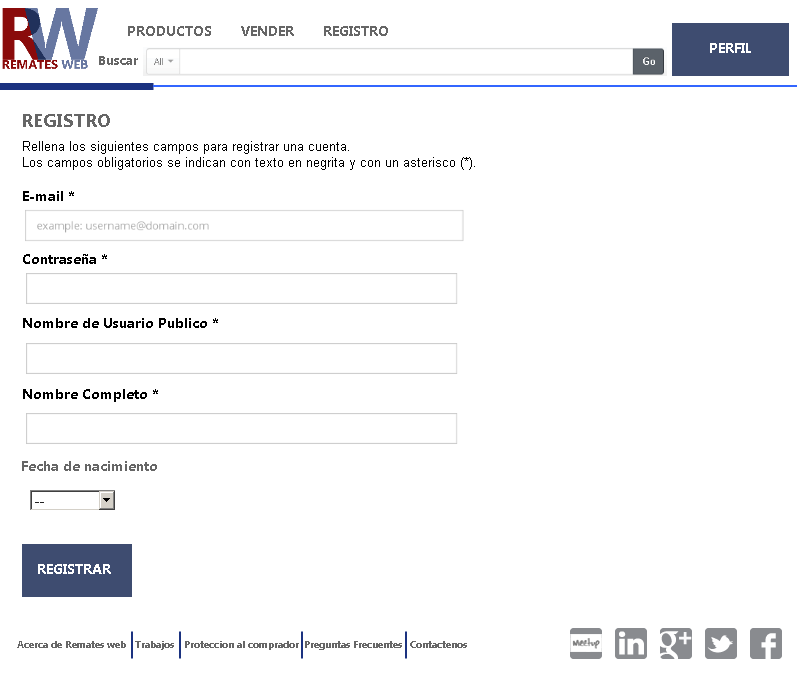 RW
REMATES WEB
PRODUCTOS VENDER REGISTRO
Buscar All Go
PERFIL
REGISTRO
Rellena los siguientes campos para registrar una cuenta.
Los campos obligatorios se indican con texto en negrita y con un asterisco (*).
E-mail *
example: username@domain.com
Contraseña *
Nombre de Usuario Publico *
Nombre Completo *
Fecha de nacimiento
--
REGISTRAR
Acerca de Remates web Trabajos Proteccion al comprador Preguntas Frecuentes Contactenos
meetup in g+ f